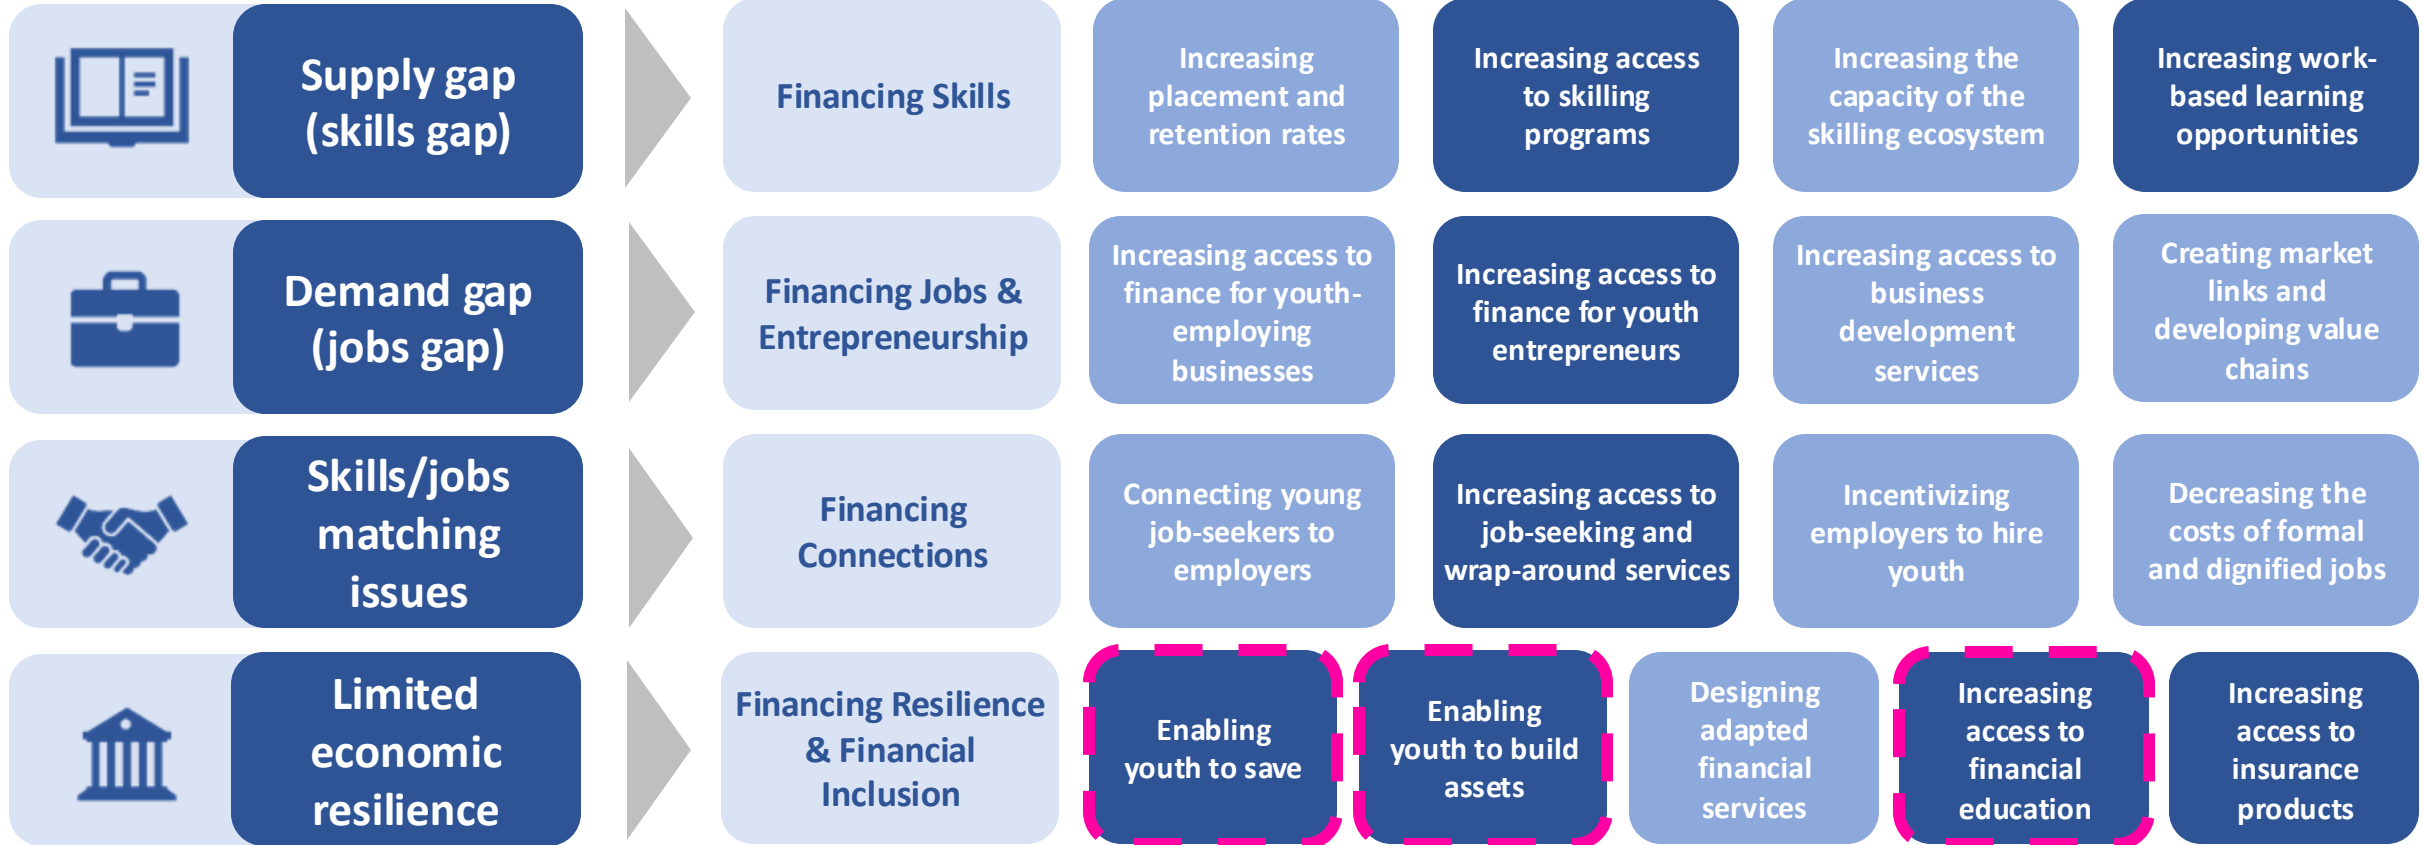 Supply gap
(skills gap)
Financing Skills
Increasing
placement and
retention rates
Increasing access
to skilling
programs
Increasing the
capacity of the
skilling ecosystem
Increasing work-
based learning
opportunities
Demand gap
(jobs gap)
Financing Jobs &
Entrepreneurship
Increasing access to
finance for youth-
employing
businesses
Increasing access to
finance for youth
entrepreneurs
Increasing access to
business
development
services
Creating market
links and
developing value
chains
Skills/jobs
matching
issues
Financing
Connections
Connecting young
job-seekers to
employers
Increasing access to
job-seeking and
wrap-around services
Incentivizing
employers to hire
youth
Decreasing the
costs of formal
and dignified jobs
Limited
economic
resilience
Financing Resilience
& Financial
Inclusion
Enabling
youth to save
Enabling
youth to build
assets
Designing
adapted
financial
services
Increasing
access to
financial
education
Increasing
access to
insurance
products